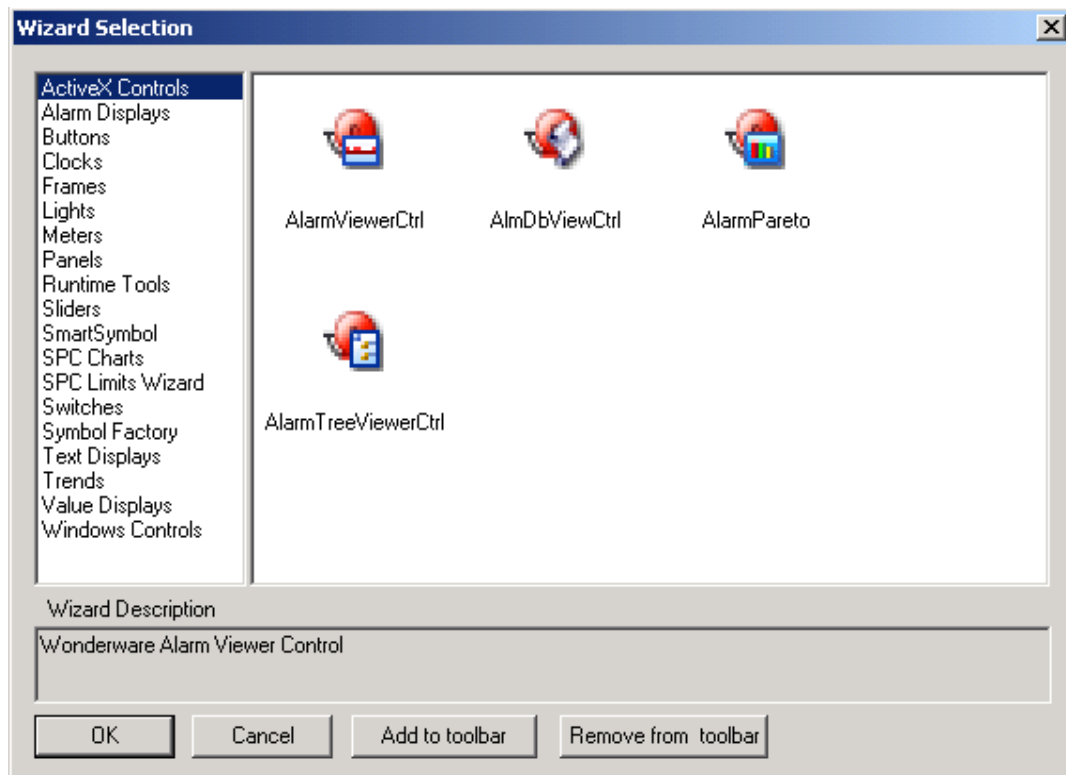 Wizard Selection
ActiveX Controls
Alarm Displays
Buttons
Clocks
Frames
Lights
Meters
Panels
Runtime Tools
Sliders
SmartSymbol
SPC Charts
SPC Limits Wizard
Switches
Symbol Factory
Text Displays
Trends
Value Displays
Windows Controls
AlarmViewerCtrl
AlmDbViewCtrl
AlarmPareto
AlarmTreeViewerCtrl
Wizard Description
Wonderware Alarm Viewer Control
OK
Cancel
Add to toolbar
Remove from toolbar